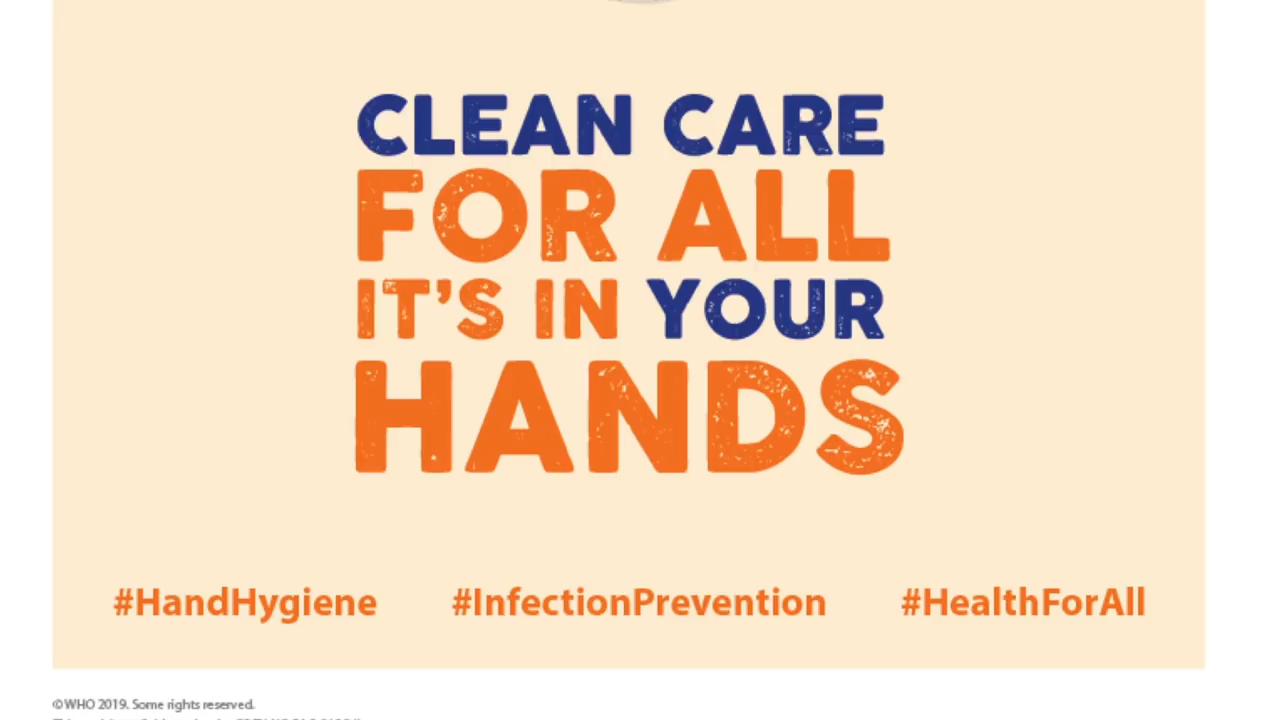 CLEAN CARE
FOR ALL
IT'S IN YOUR
HANDS
#HandHygiene #InfectionPrevention #HealthForAll
©WHO 2019. Some rights reserved.